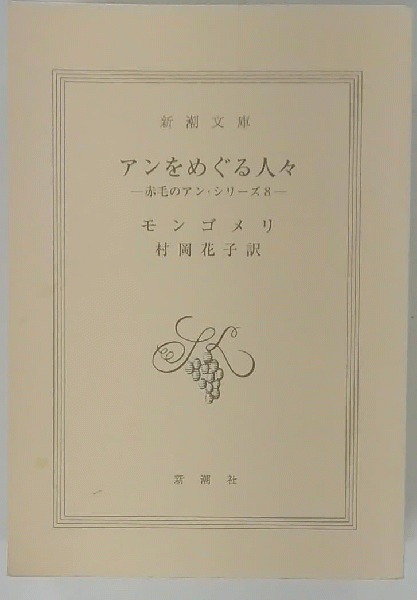 新潮文庫
アンをめぐる人々
―赤毛のアン・シリーズ8―
モンゴメリ
村岡花子訳
新潮社